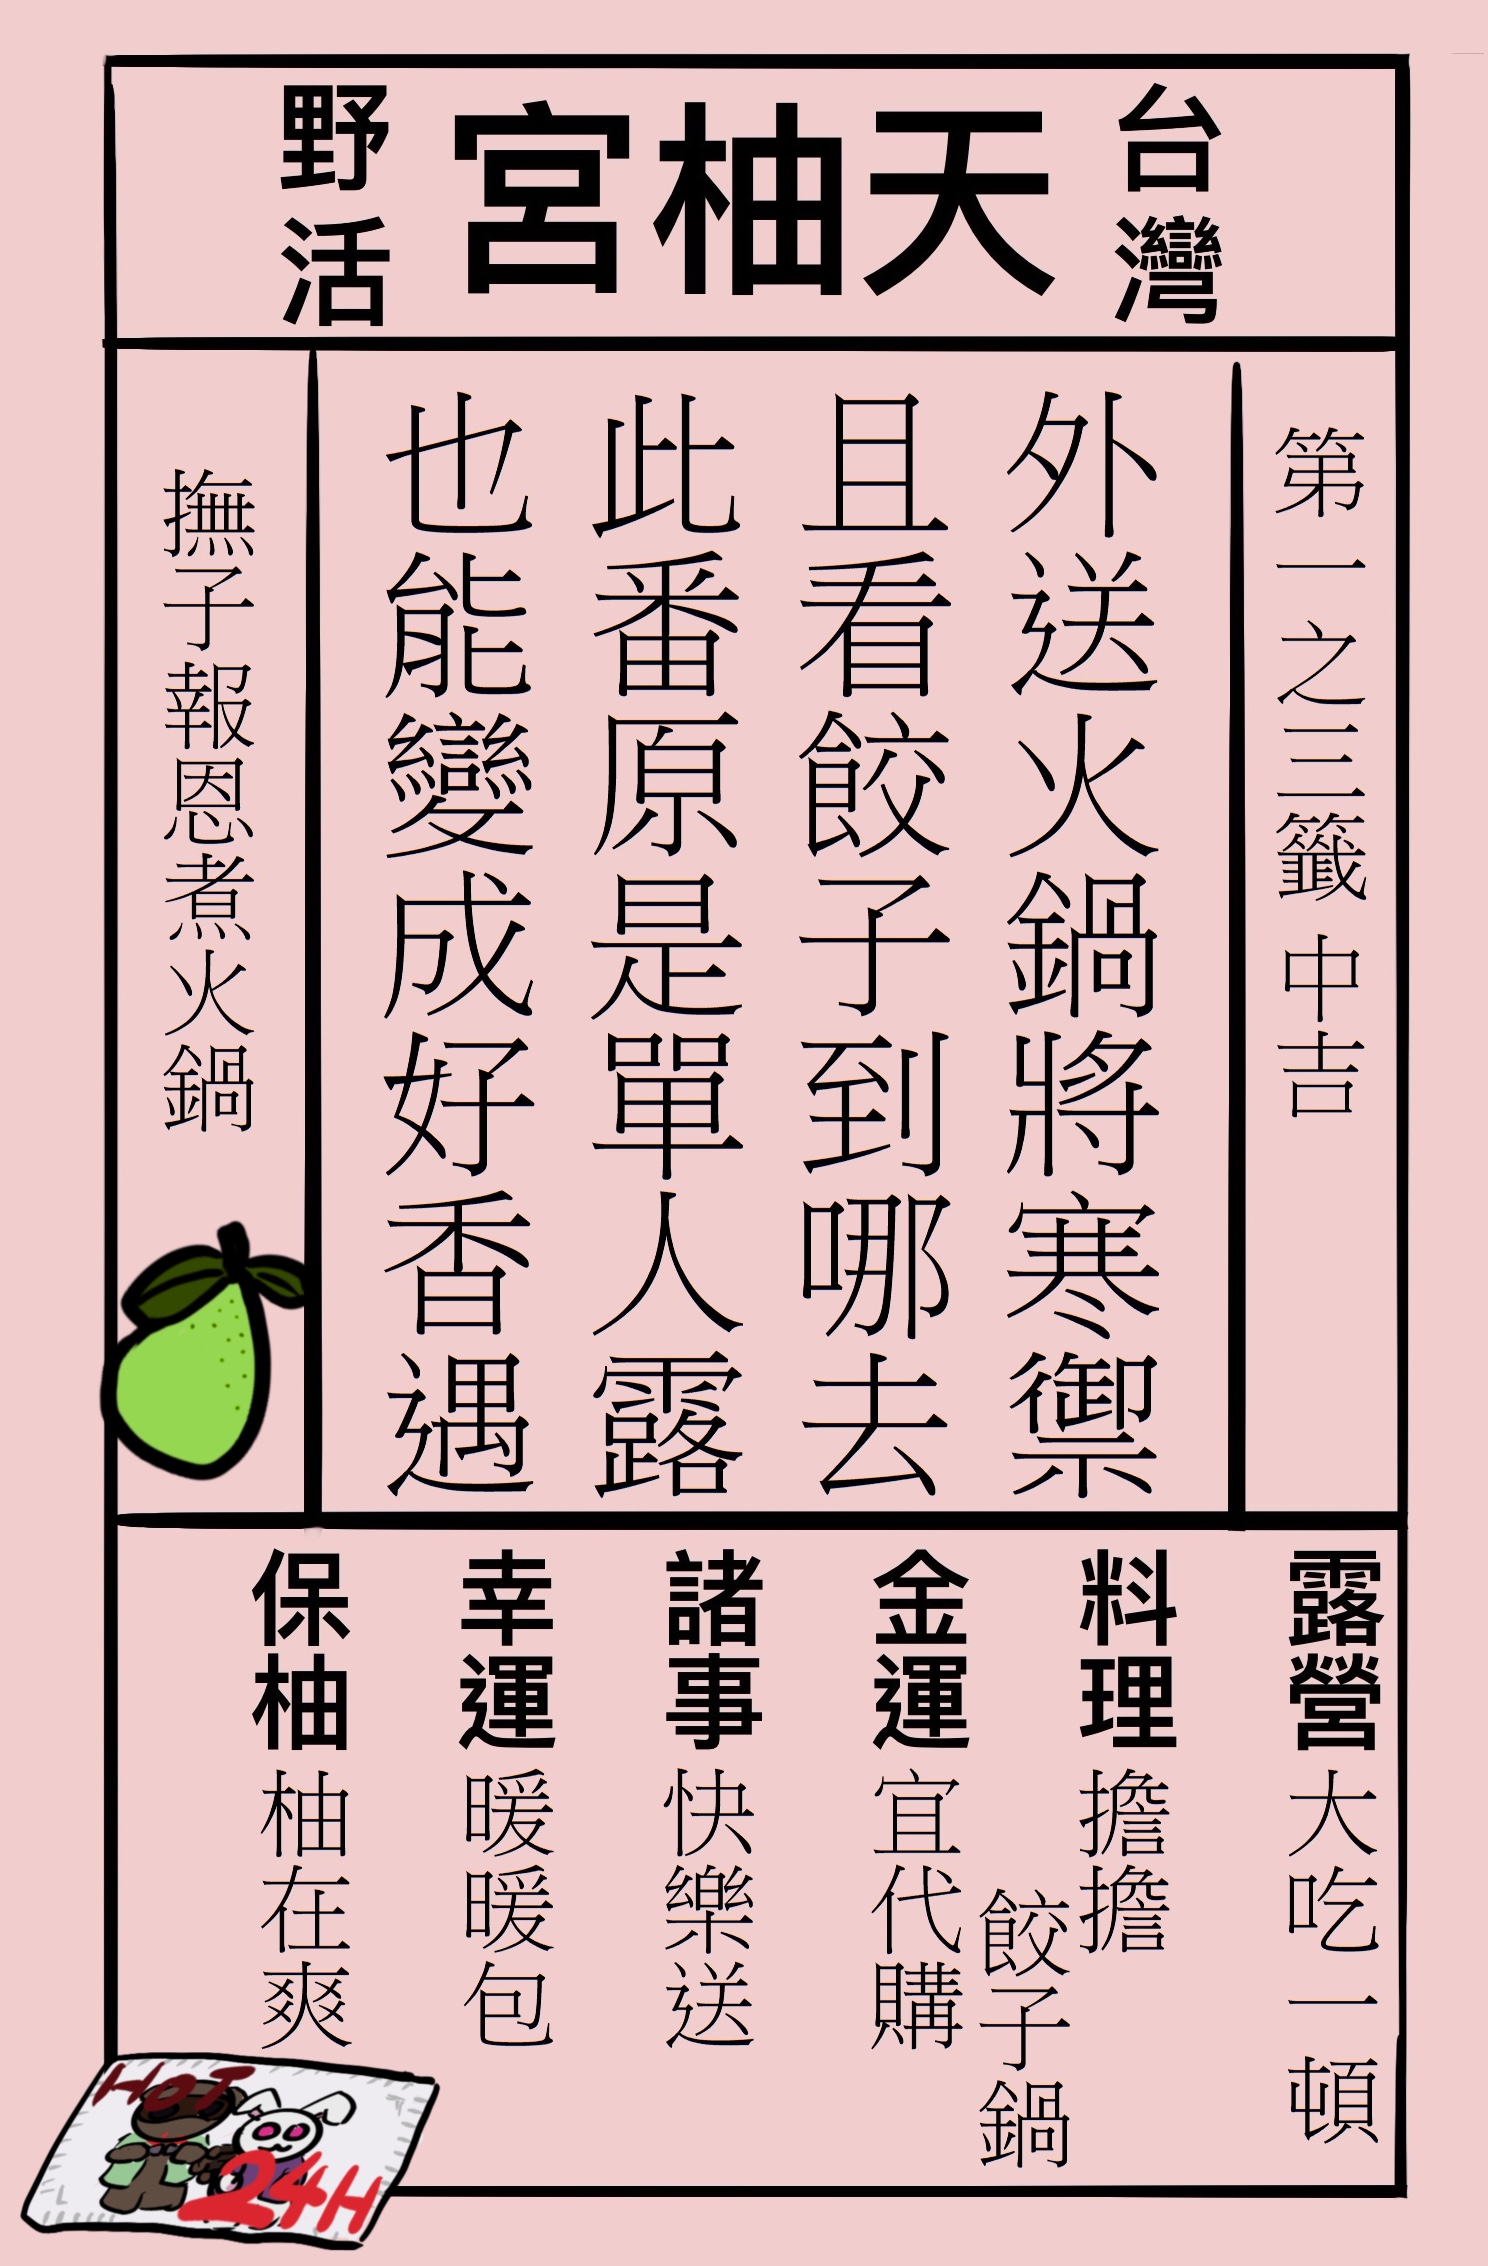 台灣
天柚宮
野活
第一之三籤 中吉
外送火鍋將寒禦
且看餃子到哪去
此番原是單人露
也能變成好香遇
撫子報恩煮火鍋
露營 大吃一頓
料理 擔擔
餃子鍋
金運 宜代購
諸事 快樂送
幸運 暖暖包
保柚 柚在爽
HOT
24H